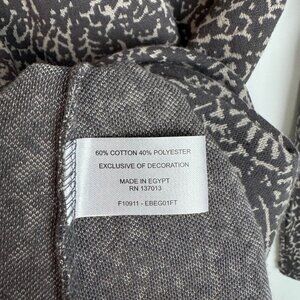 60% COTTON 40% POLYESTER
EXCLUSIVE OF DECORATION
MADE IN EGYPT
RN 137013
F10911 - EBEG01FT